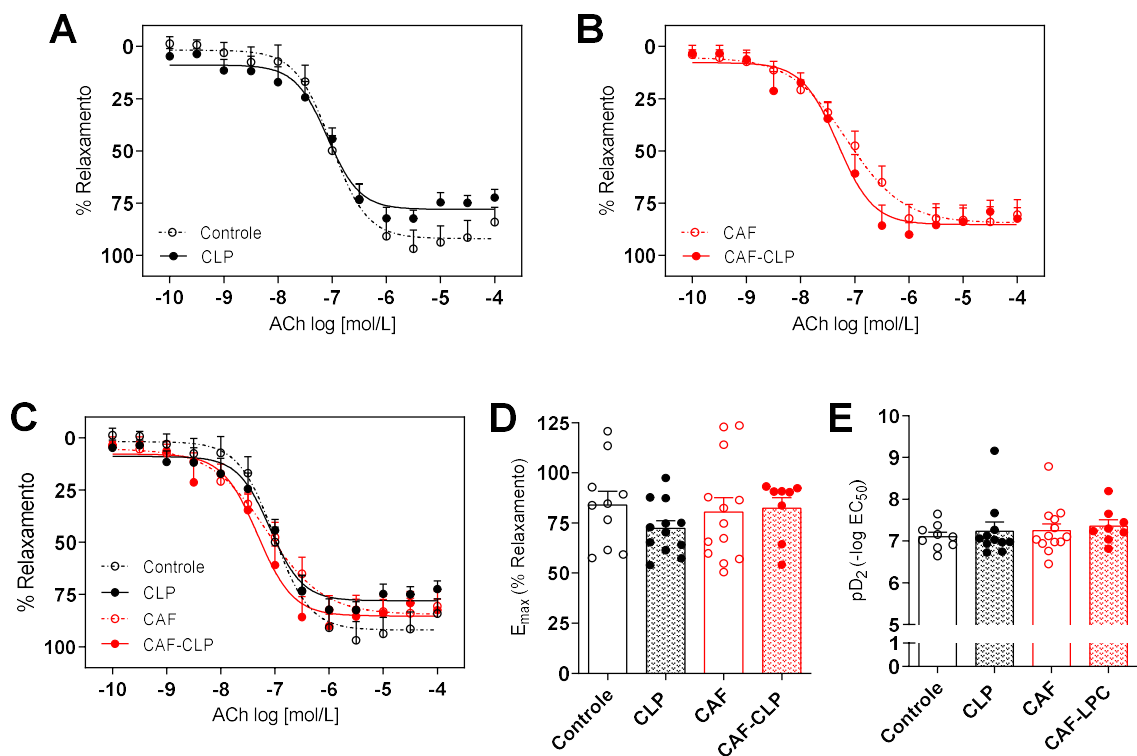 A
0
25
50
75
100
% Relaxamento
Controle
CLP
-10 -9 -8 -7 -6 -5 -4
ACh log [mol/L]
B
0
25
50
75
100
% Relaxamento
CAF
CAF-CLP
-10 -9 -8 -7 -6 -5 -4
ACh log [mol/L]
C
0
25
50
75
100
% Relaxamento
Controle
CLP
CAF
CAF-CLP
-10 -9 -8 -7 -6 -5 -4
ACh log [mol/L]
D
125
100
75
50
25
0
Emax (% Relaxamento)
Controle CLP CAF CAF-CLP
E
10
9
8
7
6
5
1
0
pD2 (-log EC50)
Controle CLP CAF CAF-LPC